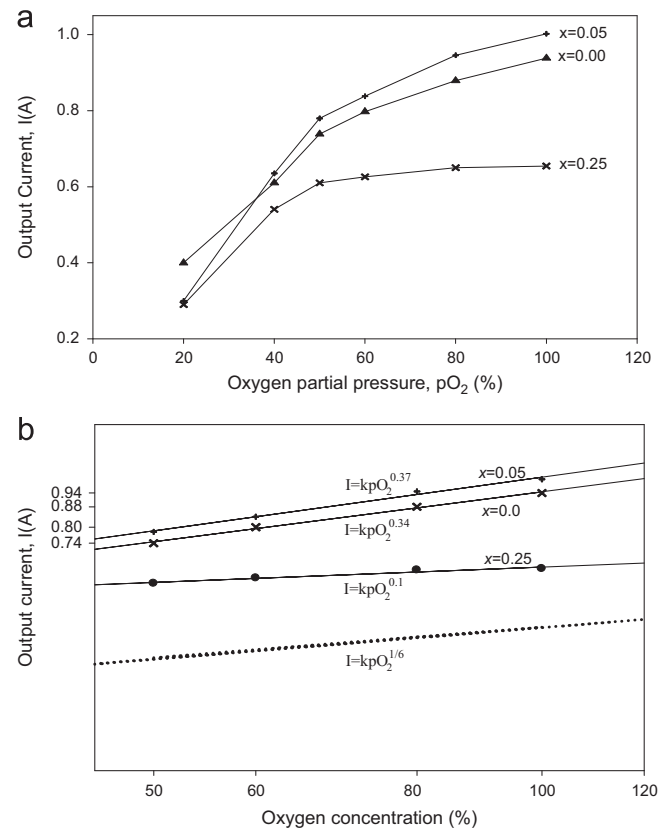 a
Output Current, I(A)
1.0
0.8
0.6
0.4
0.2
x=0.05
x=0.00
x=0.25
0 20 40 60 80 100 120
Oxygen partial pressure, pO2 (%)
b
Output current, I(A)
0.94
0.88
0.80
0.74
I=kpO2^0.37
x=0.05
I=kpO2^0.34
x=0.0
x=0.25
I=kpO2^0.1
I=kpO2^1/6
50 60 80 100 120
Oxygen concentration (%)